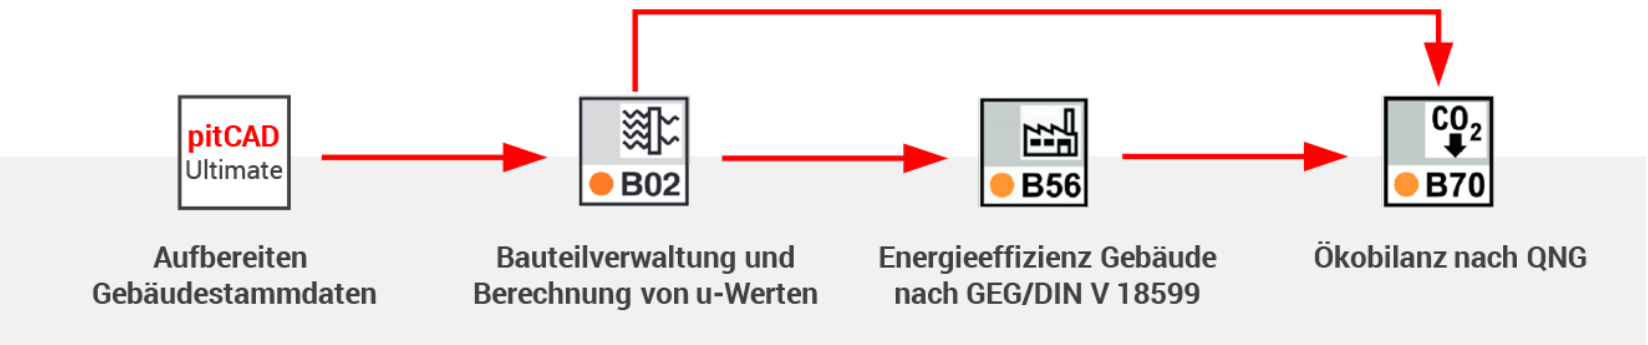 pitCAD
Ultimate
B02
B56
CO2
B70
Aufbereiten
Gebäudestammdaten
Bauteilverwaltung und
Berechnung von u-Werten
Energieeffizienz Gebäude
nach GEG/DIN V 18599
Ökobilanz nach QNG